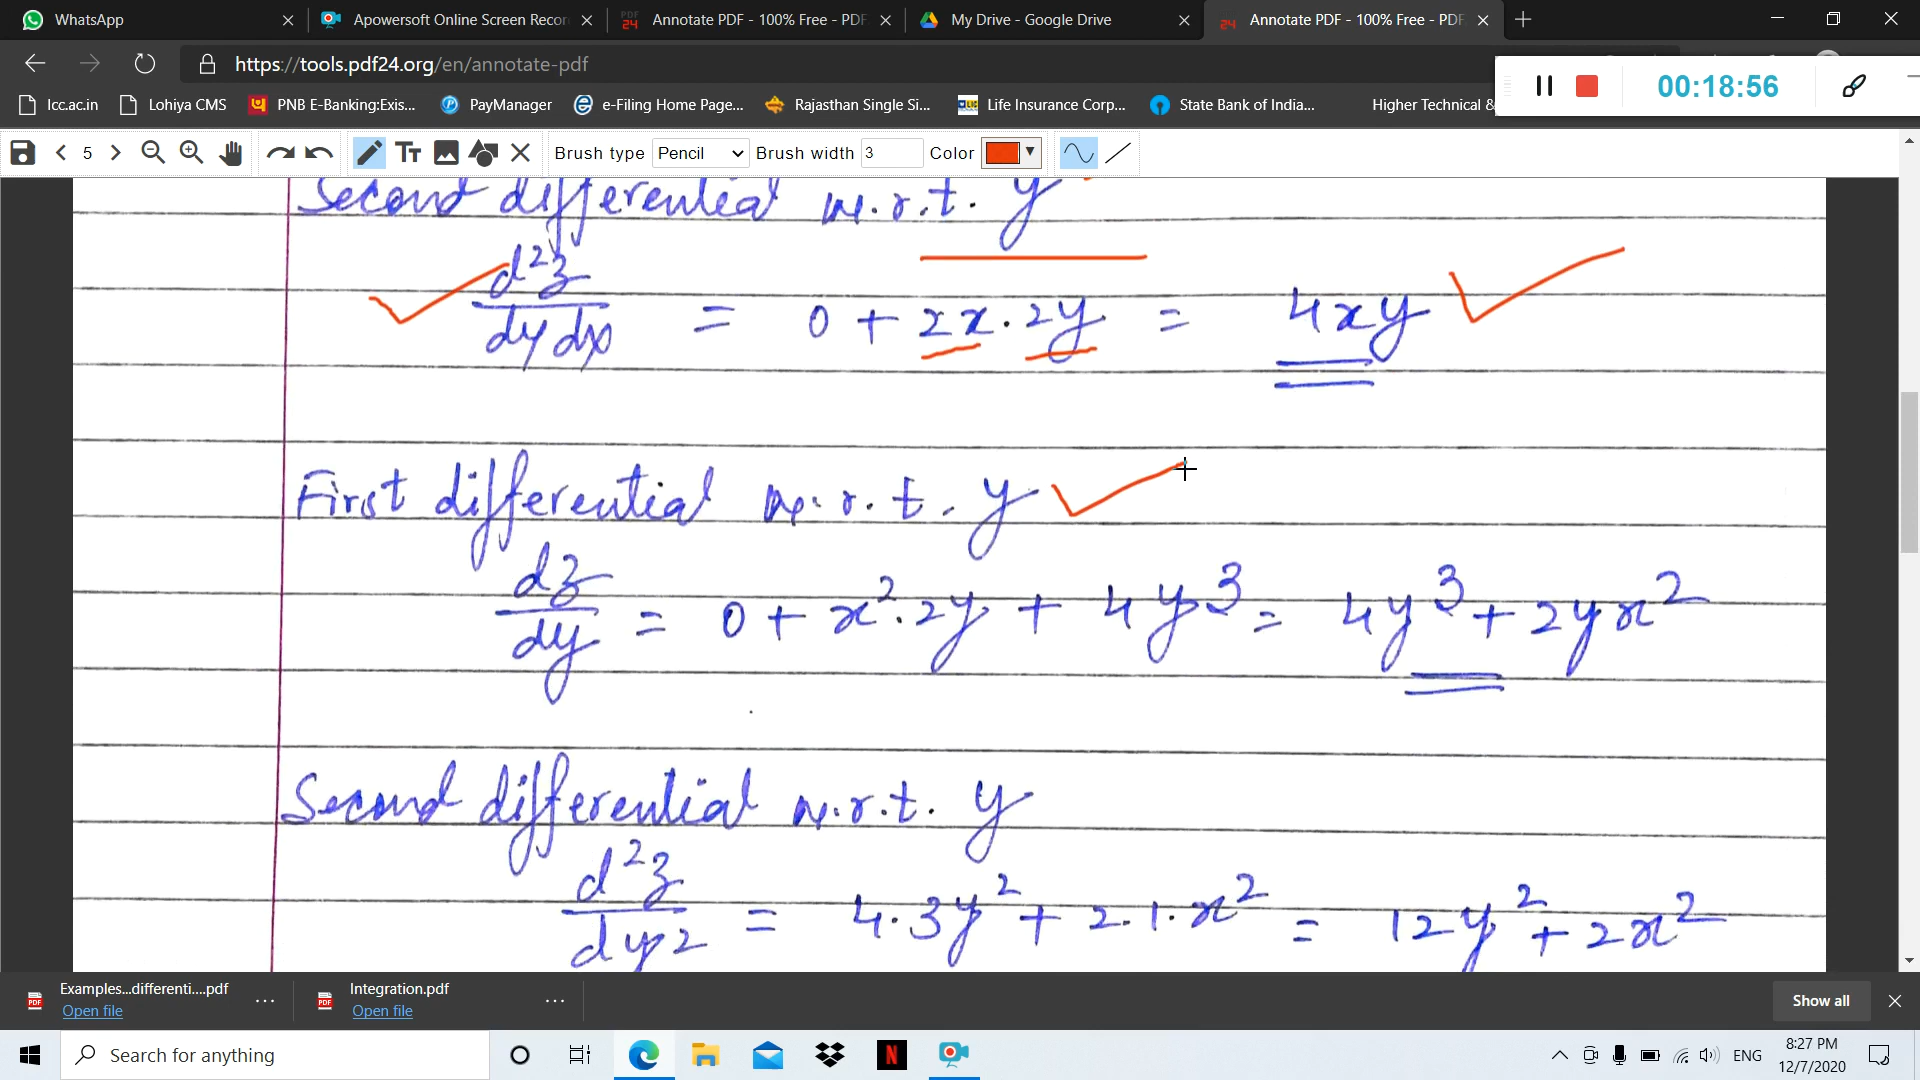 WhatsApp
Apowersoft Online Screen Recor
Annotate PDF - 100% Free - PDF
My Drive - Google Drive
Annotate PDF - 100% Free - PDF
https://tools.pdf24.org/en/annotate-pdf
00:18:56
lcc.ac.in
Lohiya CMS
PNB E-Banking:Exis...
PayManager
e-Filing Home Page...
Rajasthan Single Si...
Life Insurance Corp...
State Bank of India...
Higher Technical &
5
Brush type Pencil Brush width 3 Color
Second differential w.r.t. y
d²z/dydx = 0 + 2x.2y = 4xy
First differential w.r.t. y
dz/dy = 0 + x².2y + 4y³ = 4y³ + 2yx²
Second differential w.r.t. y
d²z/dy2 = 4.3y² + 2.1.x² = 12y² + 2x²
Examples...differenti....pdf
Open file
Integration.pdf
Open file
Show all
Search for anything
ENG
8:27 PM
12/7/2020